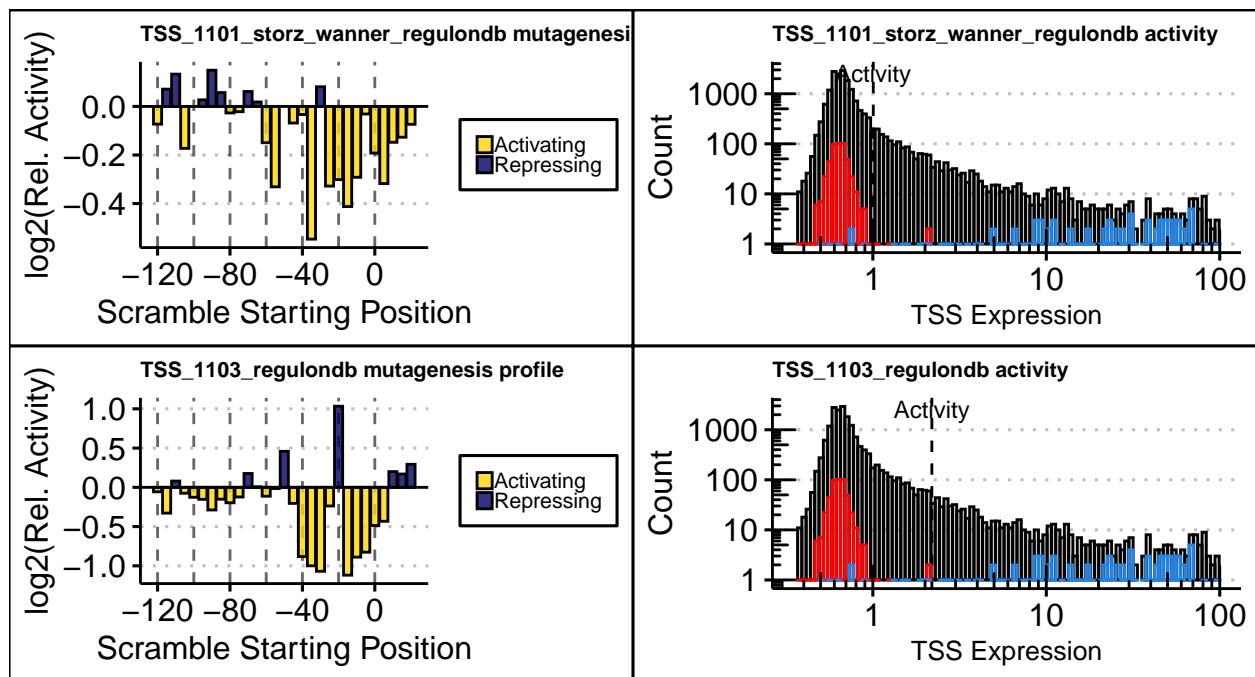 TSS_1101_storz_wanner_regulondb mutagenesi
log2(Rel. Activity)
0.0
−0.2
−0.4
−120
−80
−40
0
Scramble Starting Position
Activating
Repressing
TSS_1101_storz_wanner_regulondb activity
Activity
Count
1000
100
10
1
1
10
100
TSS Expression
TSS_1103_regulondb mutagenesis profile
log2(Rel. Activity)
1.0
0.5
0.0
−0.5
−1.0
−120
−80
−40
0
Scramble Starting Position
Activating
Repressing
TSS_1103_regulondb activity
Activity
Count
1000
100
10
1
1
10
100
TSS Expression